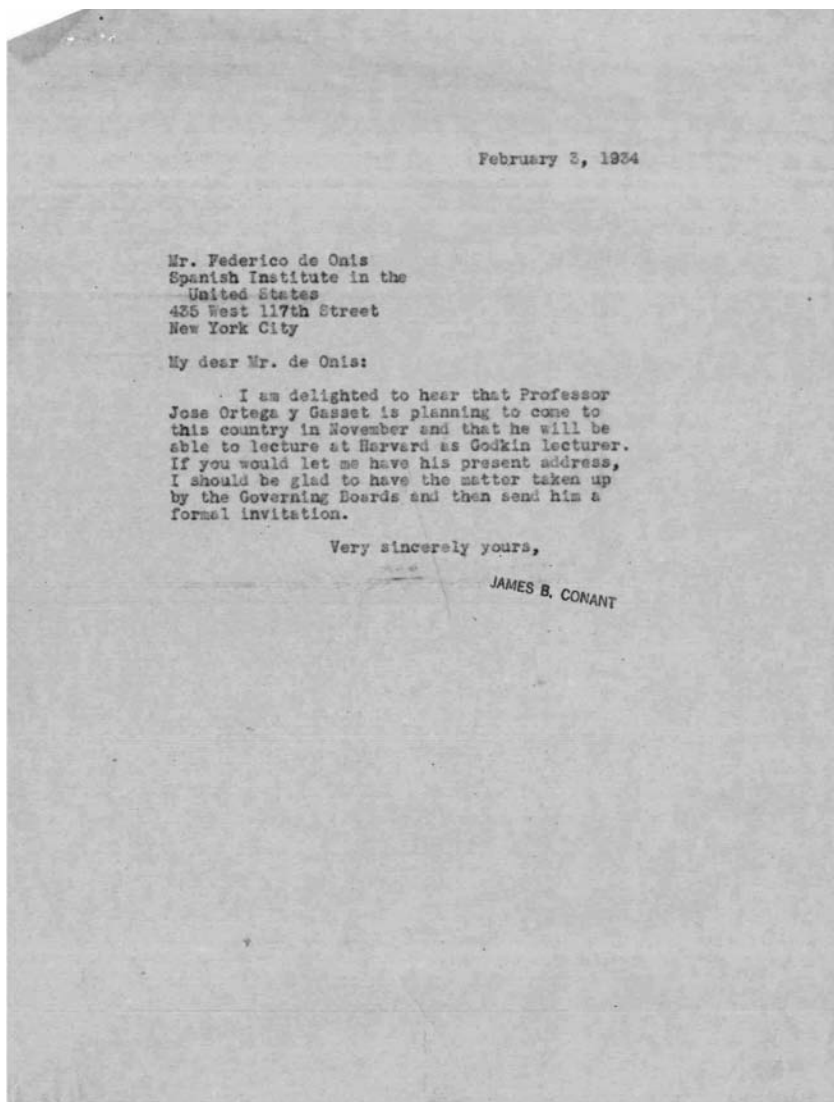 February 3, 1934
Mr. Federico de Onis
Spanish Institute in the
United States
435 West 117th Street
New York City
My dear Mr. de Onis:
I am delighted to hear that Professor
Jose Ortega y Gasset is planning to come to
this country in November and that he will be
able to lecture at Harvard as Godkin lecturer.
If you would let me have his present address,
I should be glad to have the matter taken up
by the Governing Boards and then send him a
formal invitation.
Very sincerely yours,
JAMES B. CONANT